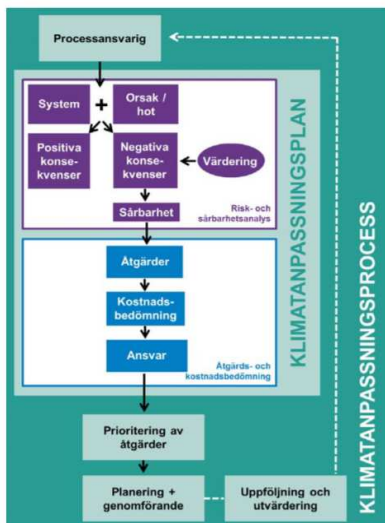 Processansvarig
System
+
Orsak /
hot
Positiva
konse-
kvenser
Negativa
konse-
kvenser
Värdering
Sårbarhet
Risk- och
sårbarhetsanalys
Åtgärder
Kostnads-
bedömning
Ansvar
Åtgärds- och
kostnadsbedömning
KLIMATANPASSNINGSPLAN
Prioritering av
åtgärder
Planering +
genomförande
Uppföljning och
utvärdering
KLIMATANPASSNINGSPROCESS